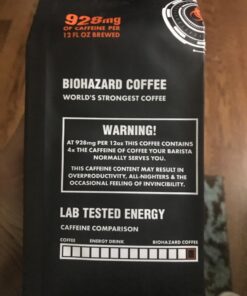 928mg
OF CAFFEINE PER
12 FL OZ BREWED
BIOHAZARD COFFEE
WORLD'S STRONGEST COFFEE
WARNING!
AT 928mg PER 12oz THIS COFFEE CONTAINS
4x THE CAFFEINE OF COFFEE YOUR BARISTA
NORMALLY SERVES YOU.
THIS CAFFEINE CONTENT MAY RESULT IN
OVERPRODUCTIVITY, ALL-NIGHTERS & THE
OCCASIONAL FEELING OF INVINCIBILITY.
LAB TESTED ENERGY
CAFFEINE COMPARISON
COFFEE ENERGY DRINK BIOHAZARD COFFEE